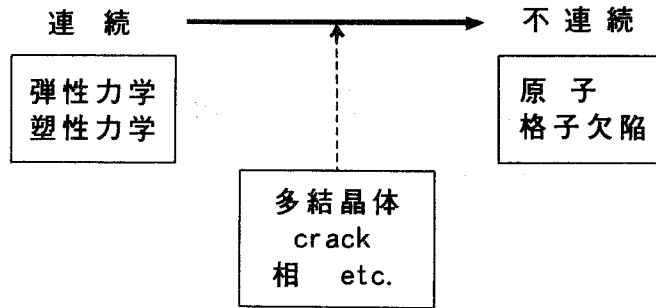 連続
不連続
弾性力学
塑性力学
原子
格子欠陥
多結晶体
crack
相 etc.